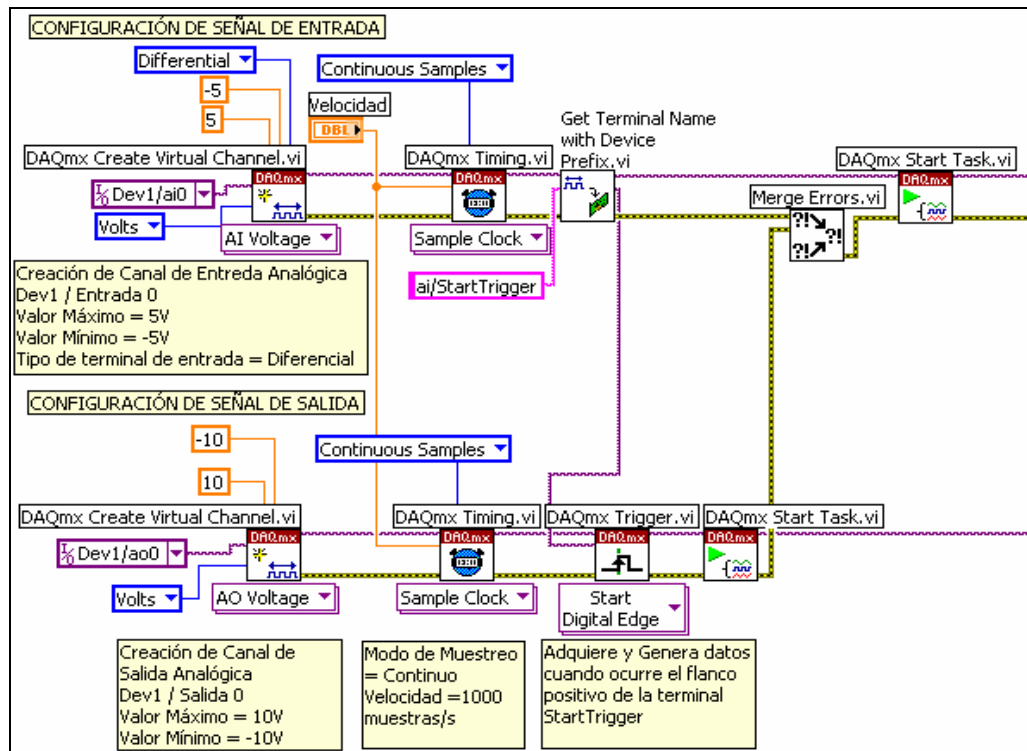 CONFIGURACIÓN DE SEÑAL DE ENTRADA
Differential
Continuous Samples
-5
5
Velocidad
DBL
Get Terminal Name
with Device
Prefix.vi
DAQmx Create Virtual Channel.vi
DAQmx Timing.vi
DAQmx Start Task.vi
DAQmx
DAQmx
DAQmx
Merge Errors.vi
I/O Dev1/ai0
?!
?!
?!
Volts
AI Voltage
Sample Clock
ai/StartTrigger
Creación de Canal de Entreda Analógica
Dev1 / Entrada 0
Valor Máximo = 5V
Valor Mínimo = -5V
Tipo de terminal de entrada = Diferencial
CONFIGURACIÓN DE SEÑAL DE SALIDA
-10
Continuous Samples
10
DAQmx Create Virtual Channel.vi
DAQmx Timing.vi
DAQmx Trigger.vi
DAQmx Start Task.vi
DAQmx
DAQmx
DAQmx
DAQmx
I/O Dev1/ao0
Volts
AO Voltage
Sample Clock
Start
Digital Edge
Creación de Canal de
Salida Analógica
Dev1 / Salida 0
Valor Máximo = 10V
Valor Mínimo = -10V
Modo de Muestreo
= Continuo
Velocidad =1000
muestras/s
Adquiere y Genera datos
cuando ocurre el flanco
positivo de la terminal
StartTrigger